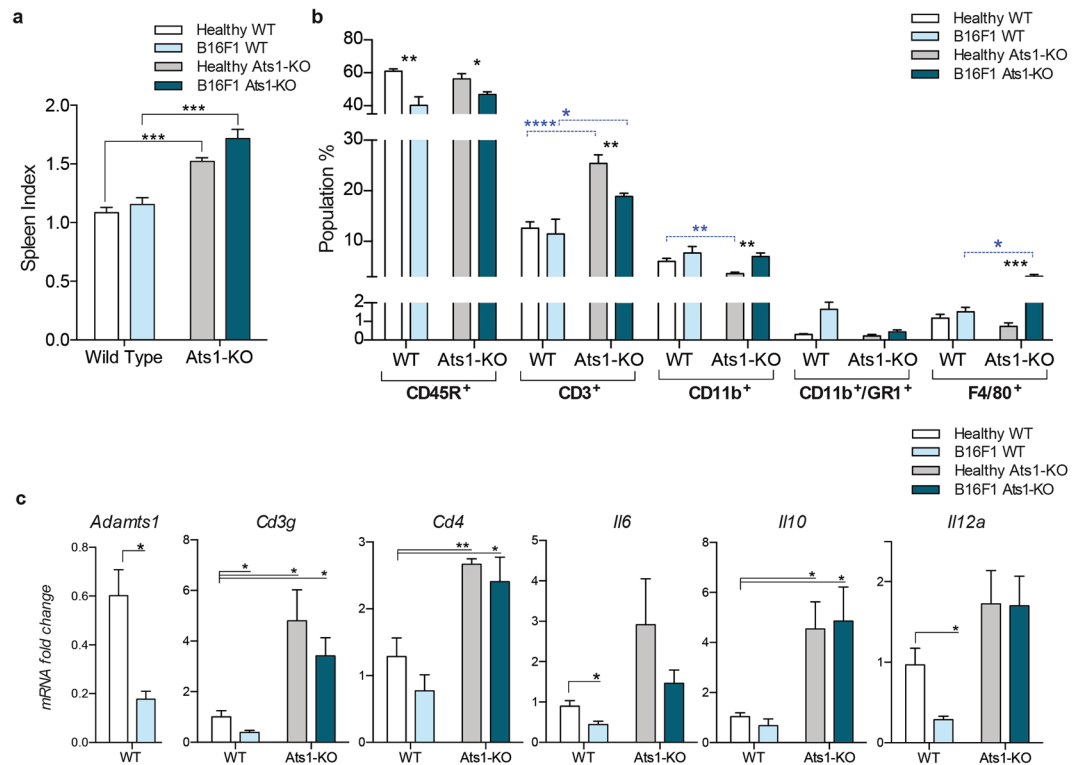 a
Healthy WT
B16F1 WT
Healthy Ats1-KO
B16F1 Ats1-KO
Spleen Index
2.0
1.5
1.0
0.5
0.0
***
***
Wild Type
Ats1-KO
b
Healthy WT
B16F1 WT
Healthy Ats1-KO
B16F1 Ats1-KO
Population %
80
60
40
30
20
10
2
1
0
**
*
****
*
**
**
**
*
***
WT Ats1-KO WT Ats1-KO WT Ats1-KO WT Ats1-KO WT Ats1-KO
CD45R+ CD3+ CD11b+ CD11b+/GR1+ F4/80+
Healthy WT
B16F1 WT
Healthy Ats1-KO
B16F1 Ats1-KO
c
mRNA fold change
Adamts1
0.8
0.6
0.4
0.2
0.0
*
WT
Cd3g
8
6
4
2
0
*
*
*
WT Ats1-KO
Cd4
3
2
1
0
**
*
WT Ats1-KO
Il6
5
4
3
2
1
0
*
WT Ats1-KO
Il10
8
6
4
2
0
*
*
WT Ats1-KO
Il12a
2
1
0
*
WT Ats1-KO